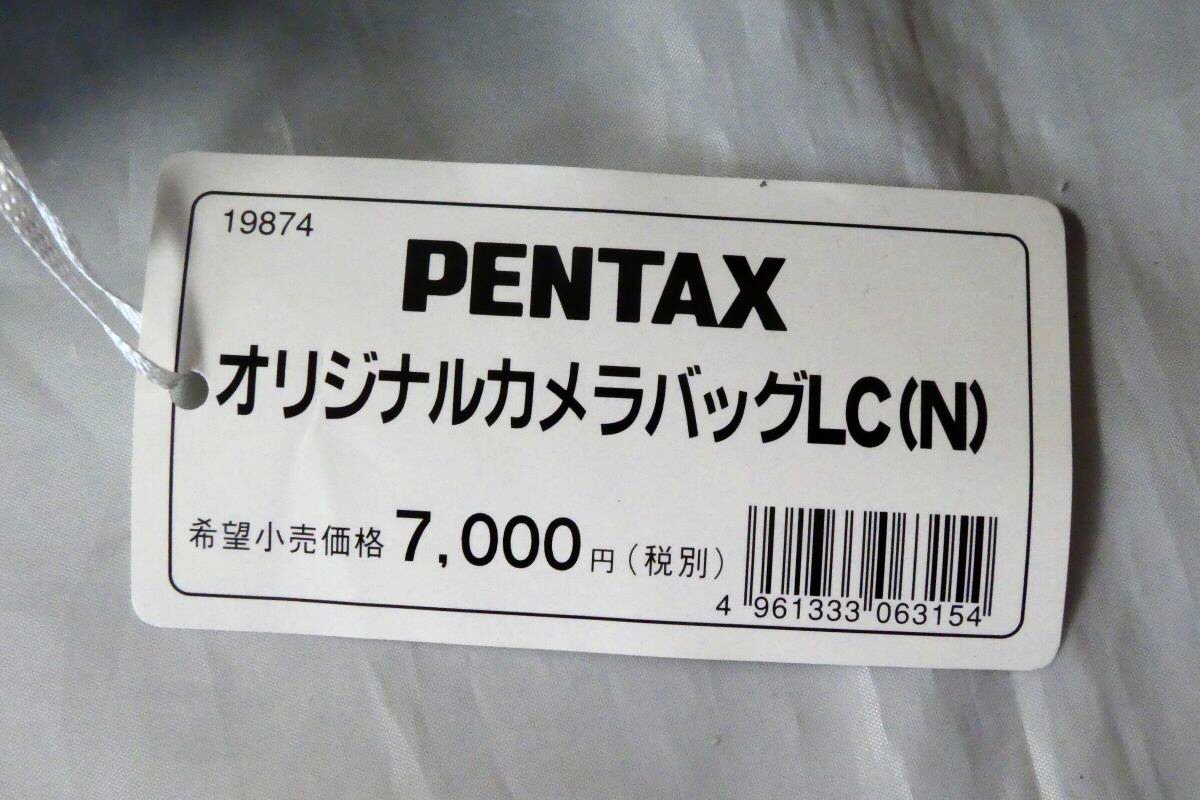 19874
PENTAX
オリジナルカメラバッグLC(N)
希望小売価格 7,000円(税別)
4 961333 063154